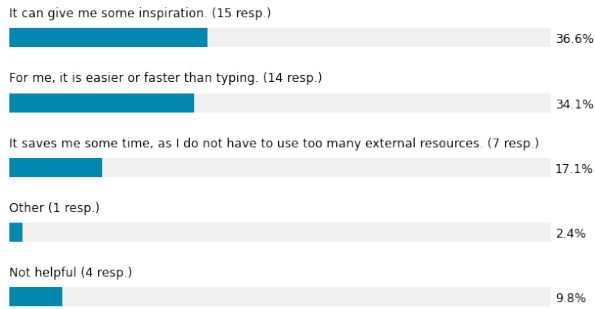 It can give me some inspiration. (15 resp.)
36.6%
For me, it is easier or faster than typing. (14 resp.)
34.1%
It saves me some time, as I do not have to use too many external resources. (7 resp.)
17.1%
Other (1 resp.)
2.4%
Not helpful (4 resp.)
9.8%